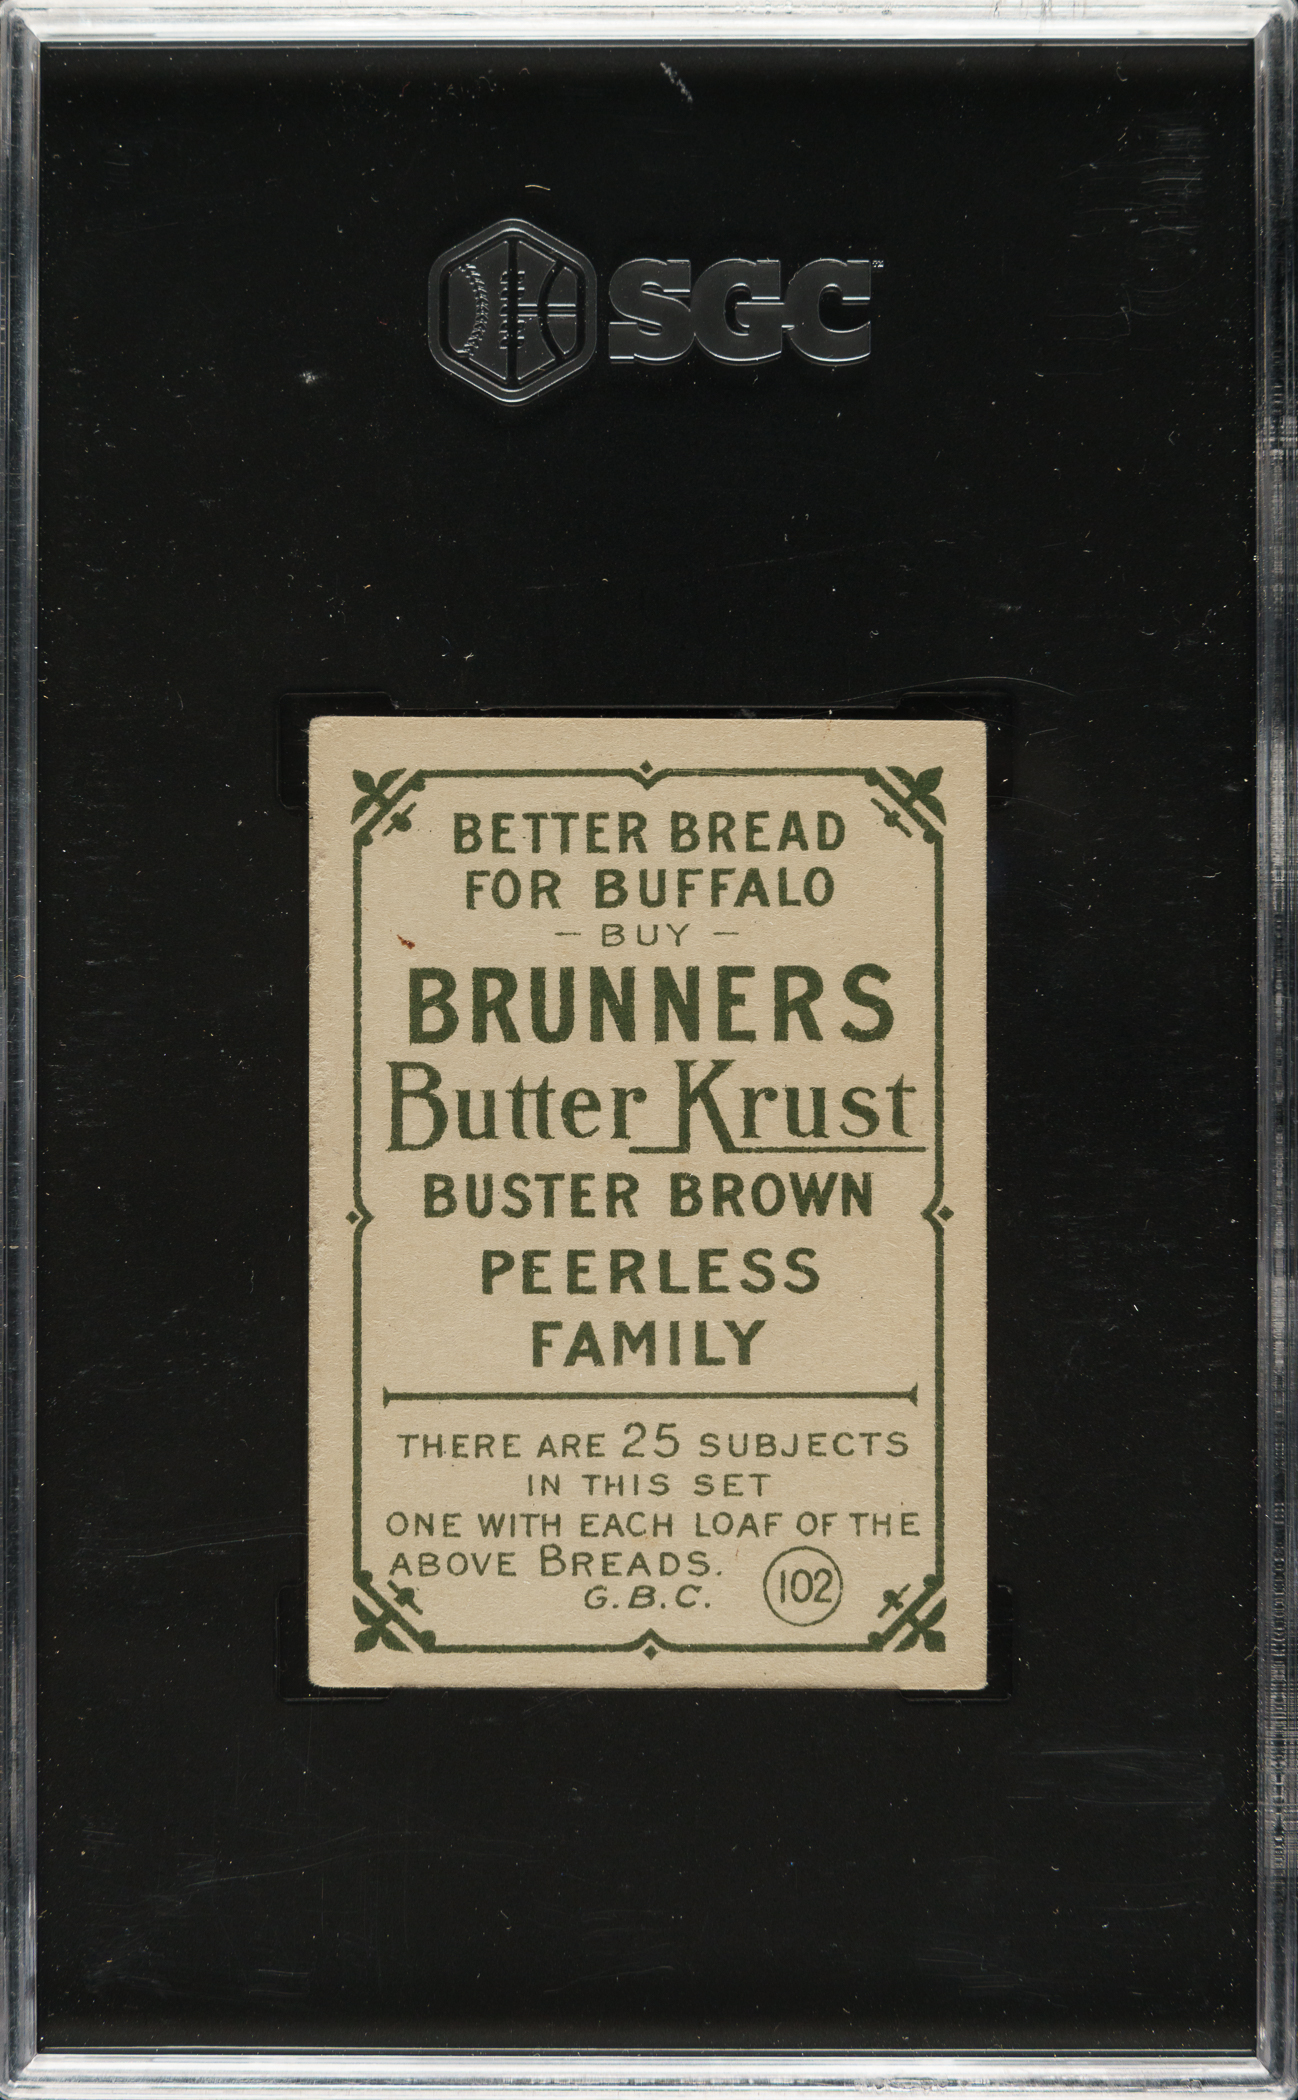 SGC
BETTER BREAD
FOR BUFFALO
– BUY –
BRUNNERS
Butter Krust
BUSTER BROWN
PEERLESS
FAMILY
THERE ARE 25 SUBJECTS
IN THIS SET
ONE WITH EACH LOAF OF THE
ABOVE BREADS.
G.B.C. 102